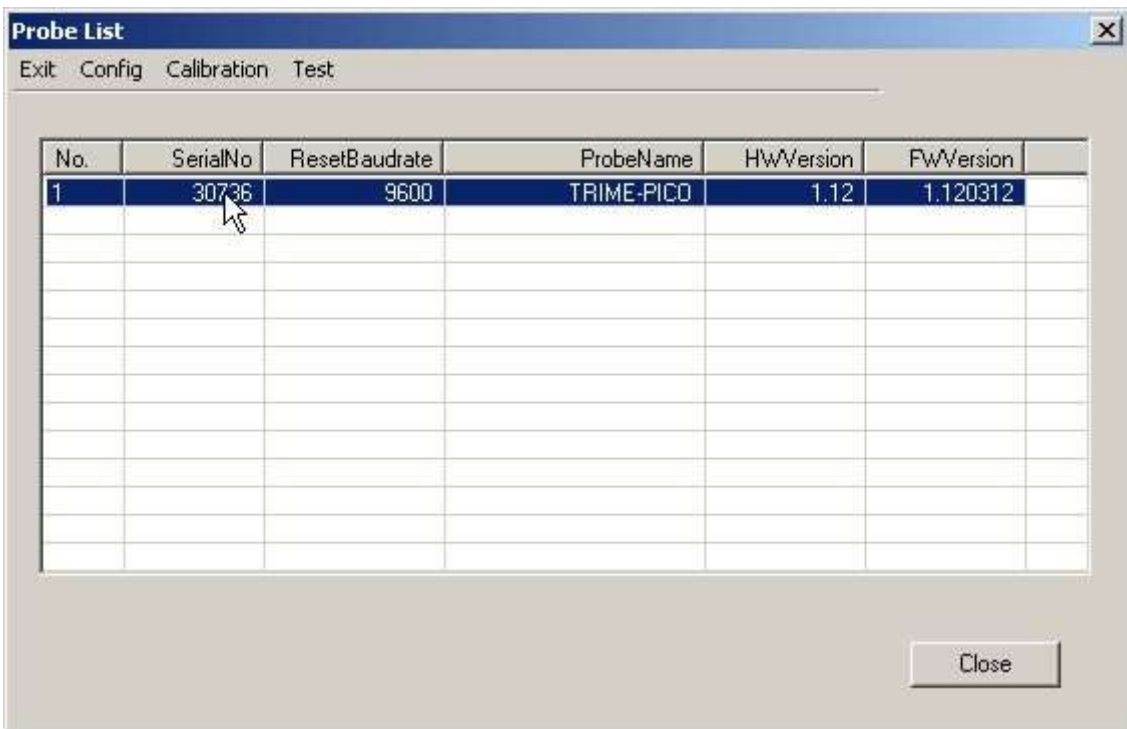 Probe List
Exit Config Calibration Test
No. SerialNo ResetBaudrate ProbeName HWVersion FWVersion
1 30736 9600 TRIME-PICO 1.12 1.120312
Close